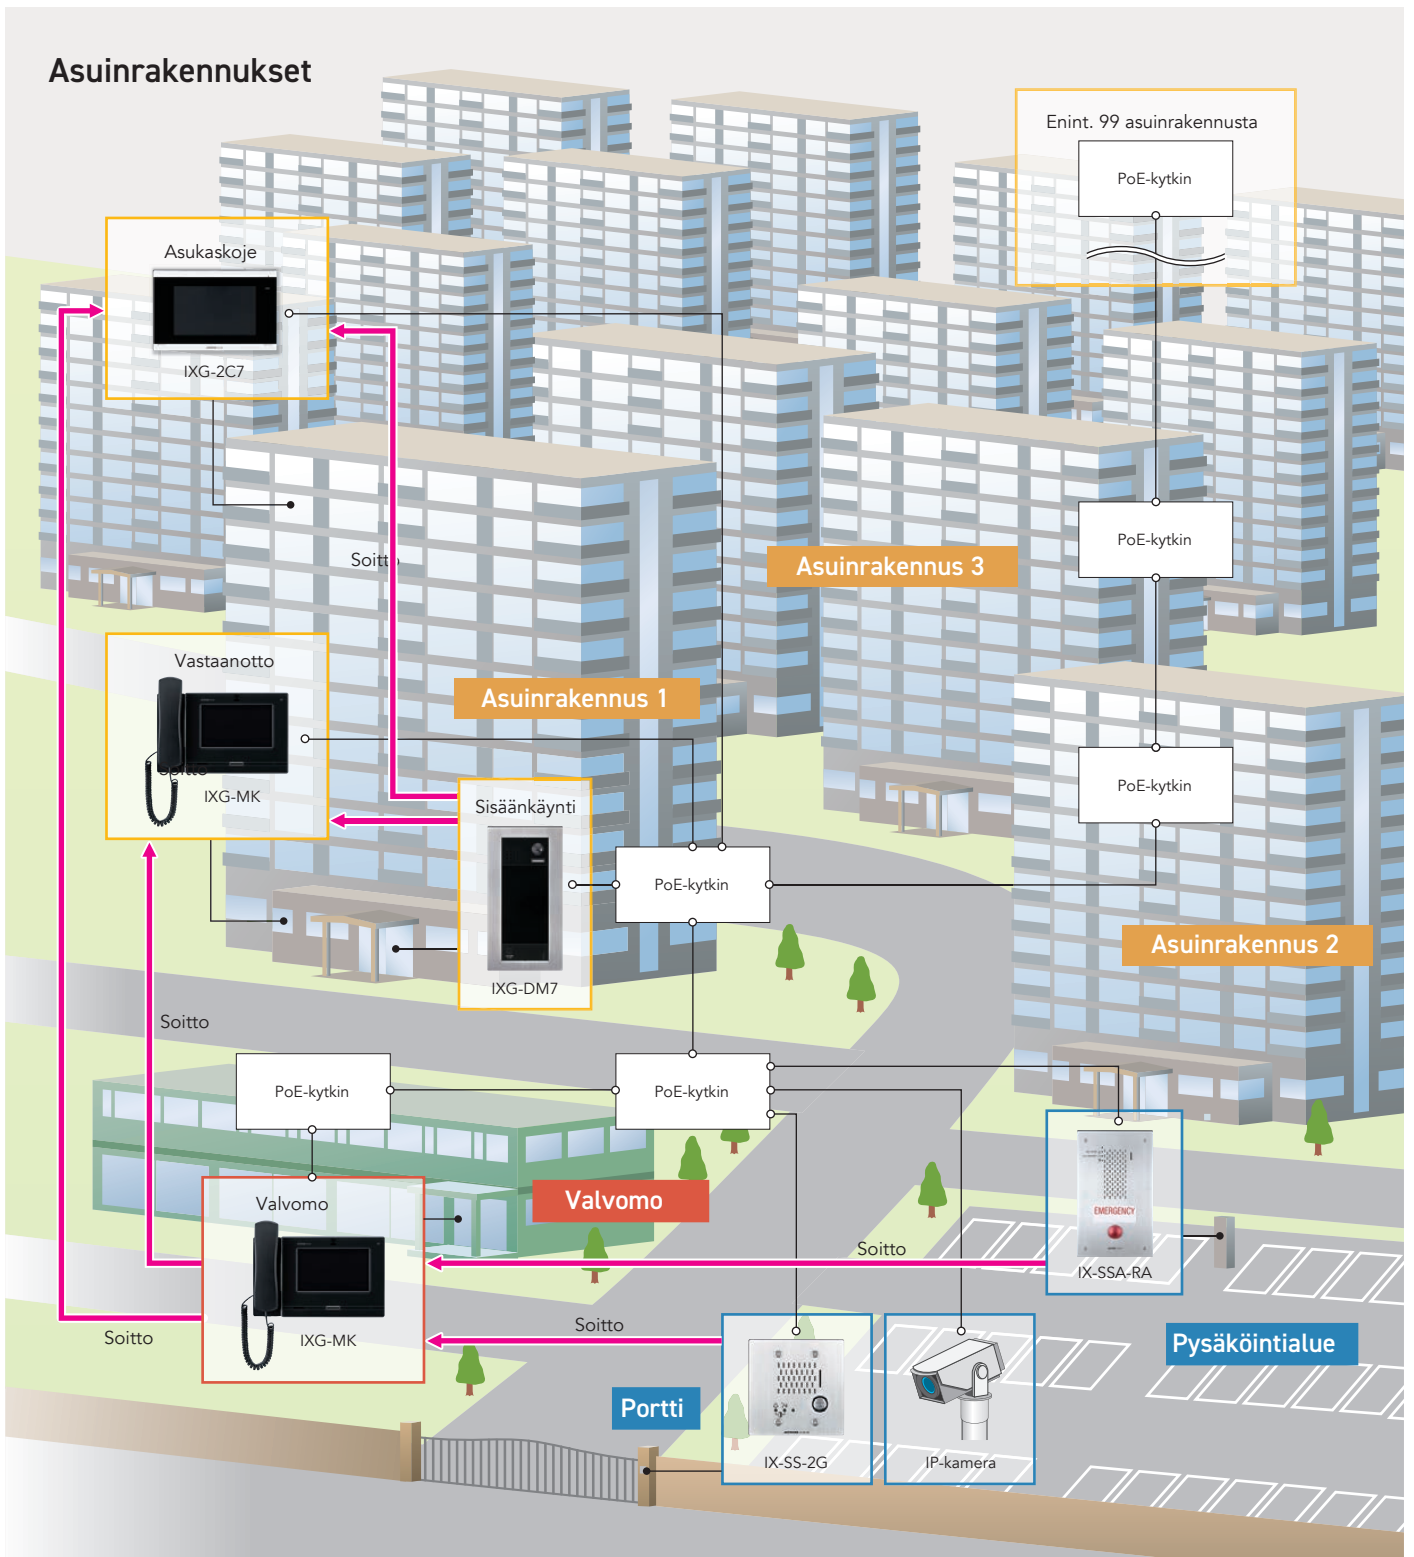 Asuinrakennukset
Enint. 99 asuinrakennusta
PoE-kytkin
Asukaskoje
IXG-2C7
PoE-kytkin
Soitto
Asuinrakennus 3
Vastaanotto
Soitto
IXG-MK
Asuinrakennus 1
PoE-kytkin
Sisäänkäynti
IXG-DM7
PoE-kytkin
Asuinrakennus 2
Soitto
PoE-kytkin
PoE-kytkin
Valvomo
IXG-MK
Valvomo
Soitto
EMERGENCY
IX-SSA-RA
Soitto
Soitto
Pysäköintialue
Portti
IX-SS-2G
IP-kamera